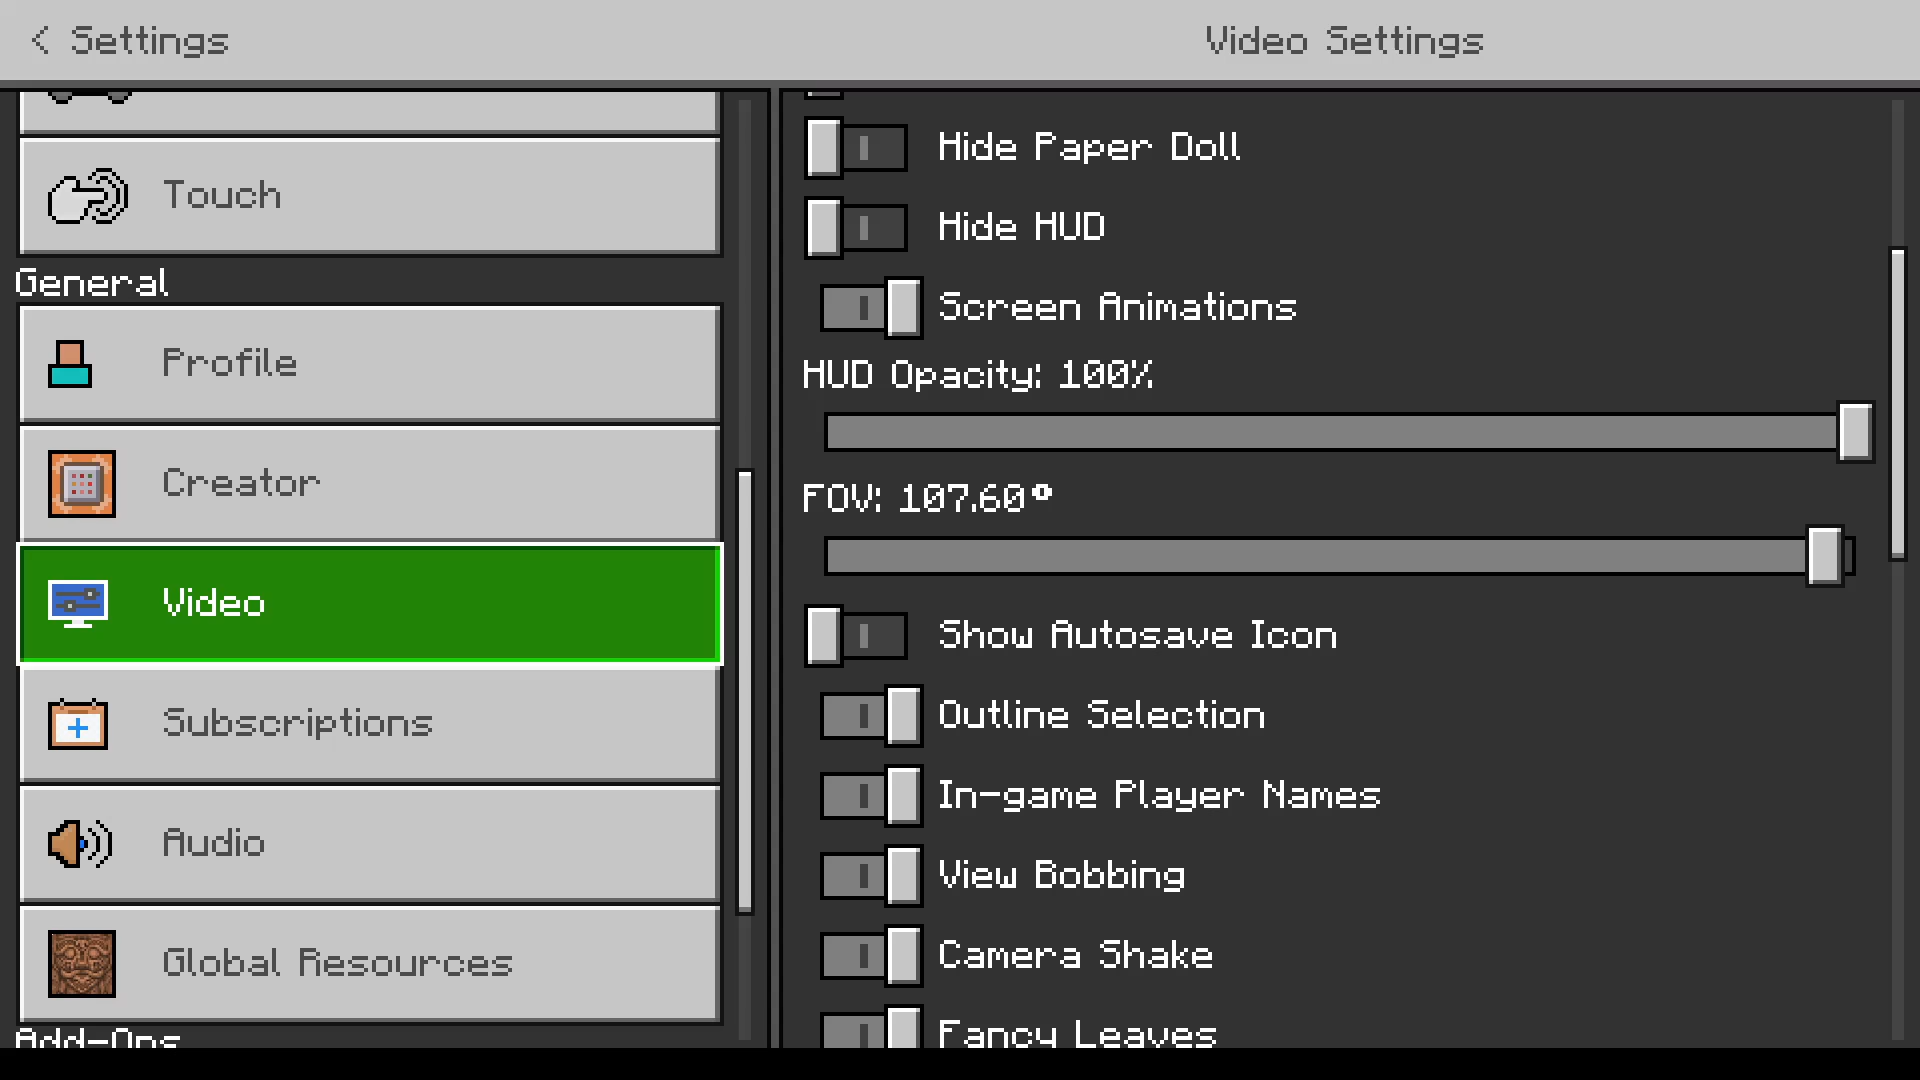 < Settings
Video Settings
Touch
General
Profile
Creator
Video
Subscriptions
Audio
Global Resources
Add-Ons
Hide Paper Doll
Hide HUD
Screen Animations
HUD Opacity: 100%
FOV: 107.60°
Show Autosave Icon
Outline Selection
In-game Player Names
View Bobbing
Camera Shake
Fancy Leaves